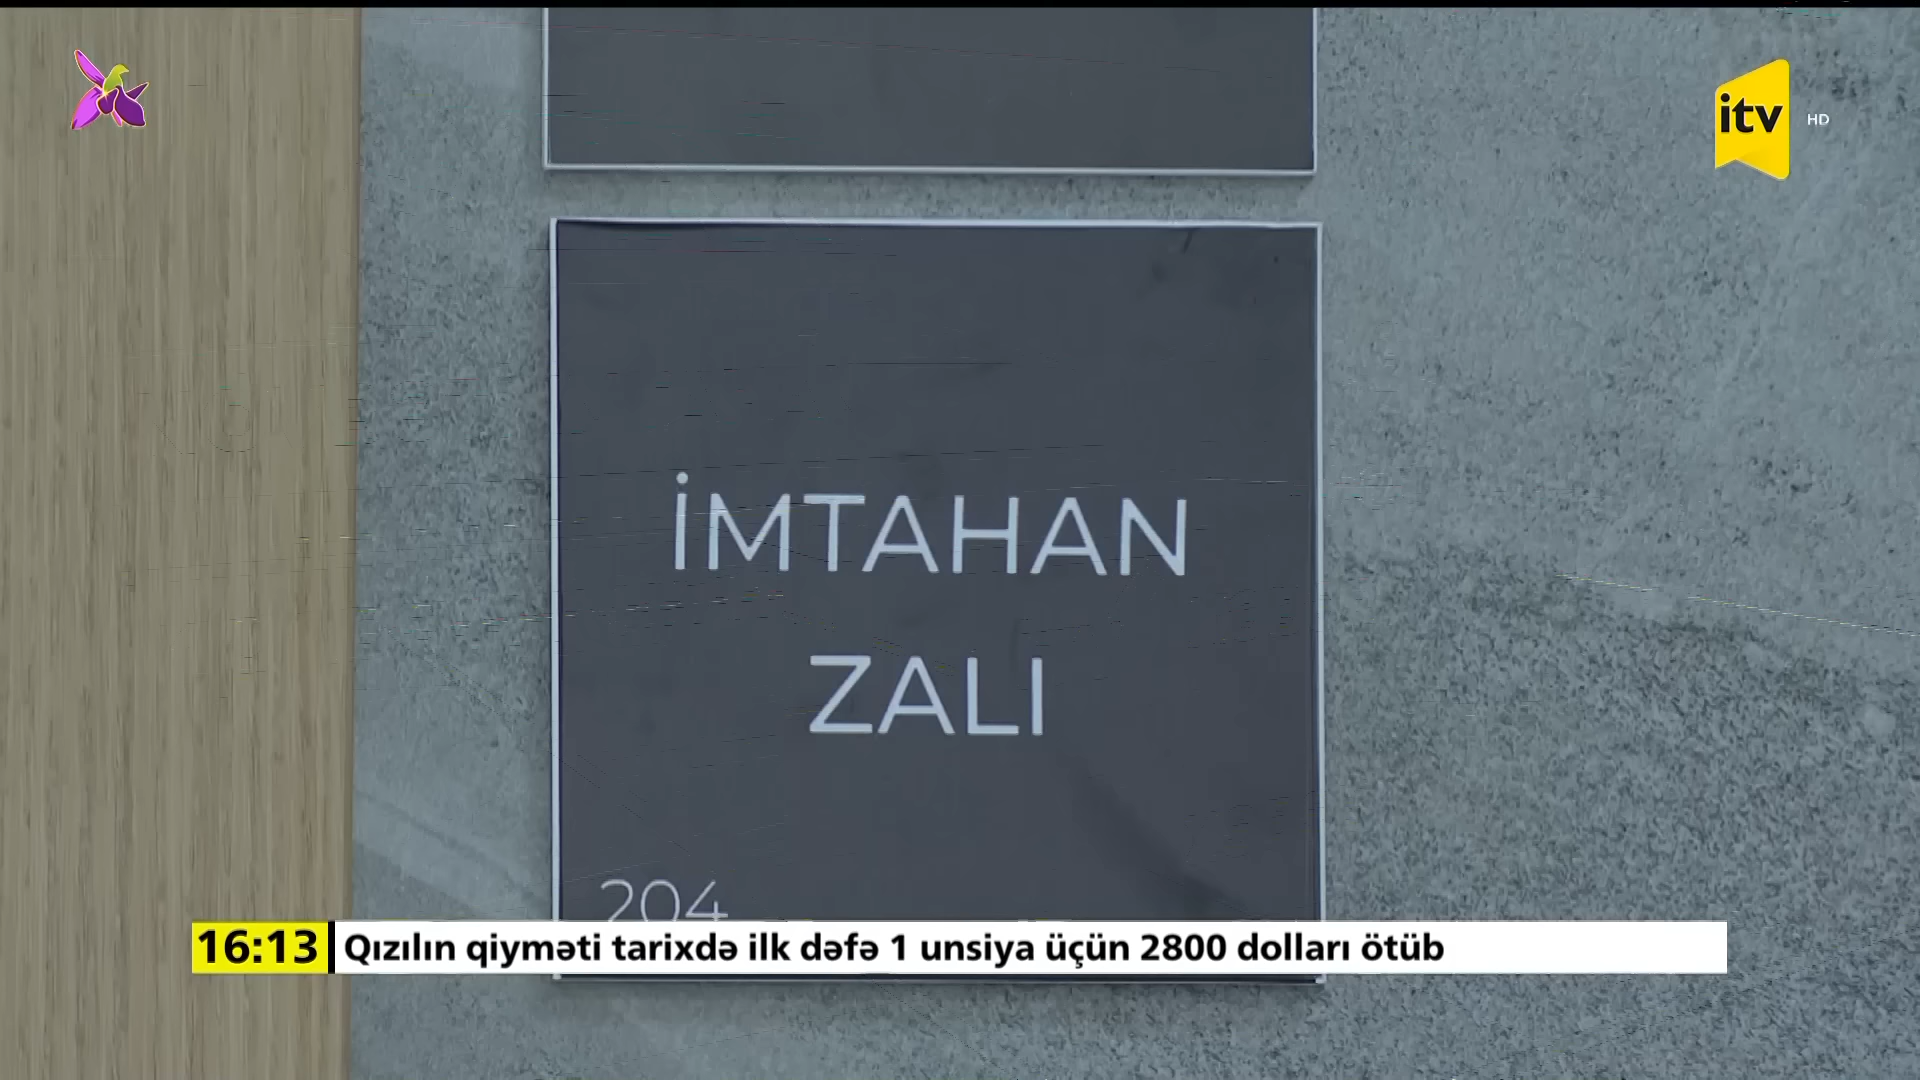 itv HD
İMTAHAN
ZALI
204
16:13 Qızılın qiyməti tarixdə ilk dəfə 1 unsiya üçün 2800 dolları ötüb